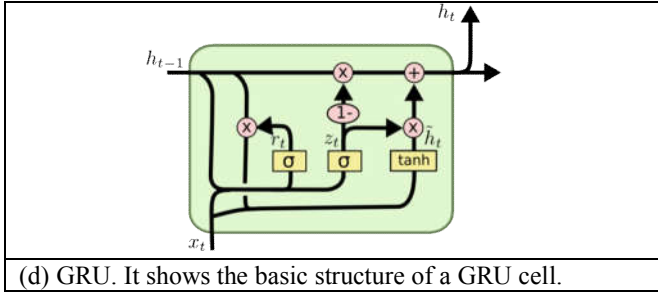 h_t
h_{t-1}
x +
1-
x r_t z_t x h̃_t
σ σ tanh
x_t
(d) GRU. It shows the basic structure of a GRU cell.